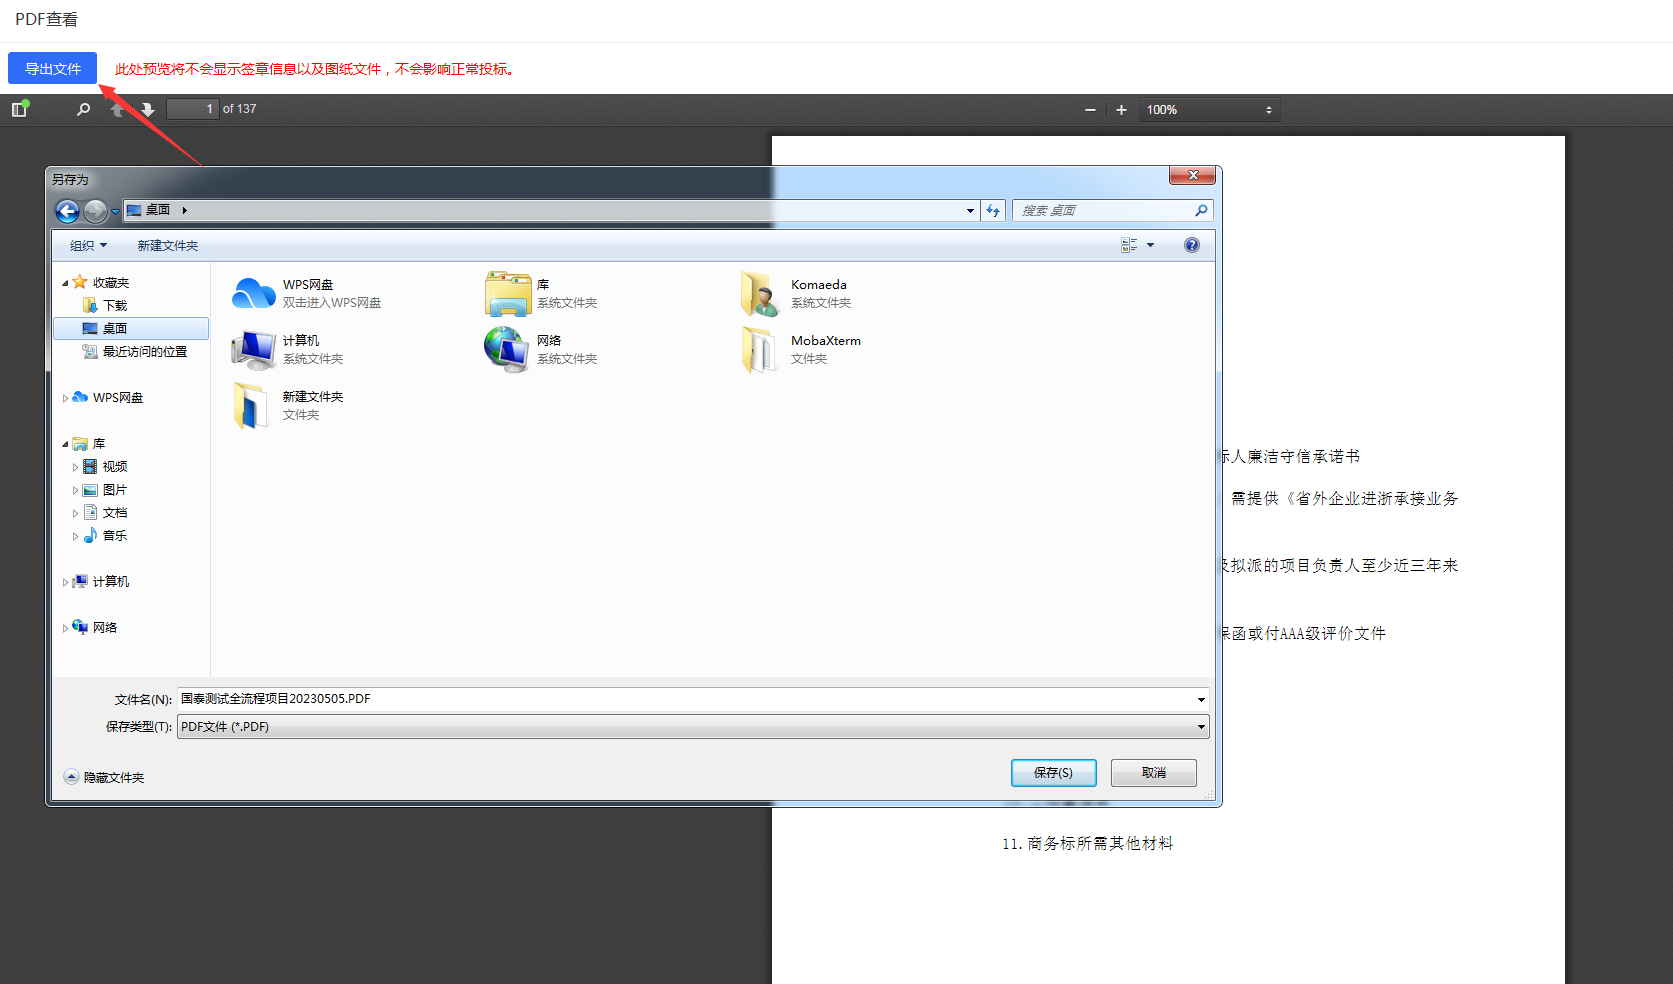 PDF查看
导出文件
此处预览将不会显示签章信息以及图纸文件，不会影响正常投标。
1 of 137
100%
另存为
桌面
搜索 桌面
组织
新建文件夹
收藏夹
下载
桌面
最近访问的位置
WPS网盘
库
视频
图片
文档
音乐
计算机
网络
WPS网盘
双击进入WPS网盘
库
系统文件夹
Komaeda
系统文件夹
计算机
系统文件夹
网络
系统文件夹
MobaXterm
文件夹
新建文件夹
文件夹
人廉洁守信承诺书
需提供《省外企业进浙承接业务
拟派的项目负责人至少近三年来
函或付AAA级评价文件
文件名(N):
国泰测试全流程项目20230505.PDF
保存类型(T):
PDF文件 (*.PDF)
隐藏文件夹
保存(S)
取消
11. 商务标所需其他材料